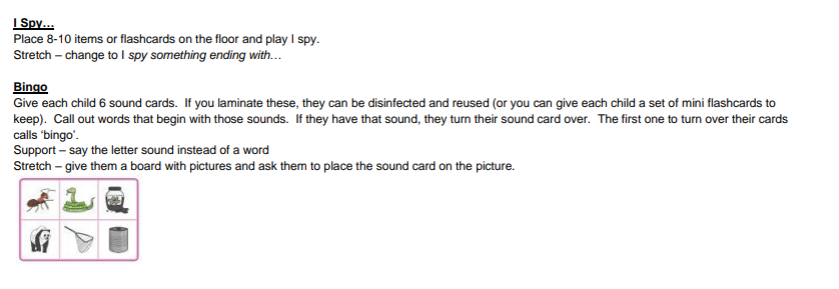 I Spy…
Place 8-10 items or flashcards on the floor and play I spy.
Stretch – change to I spy something ending with…
Bingo
Give each child 6 sound cards.  If you laminate these, they can be disinfected and reused (or you can give each child a set of mini flashcards to
keep).  Call out words that begin with those sounds.  If they have that sound, they turn their sound card over.  The first one to turn over their cards
calls ‘bingo’.
Support – say the letter sound instead of a word
Stretch – give them a board with pictures and ask them to place the sound card on the picture.